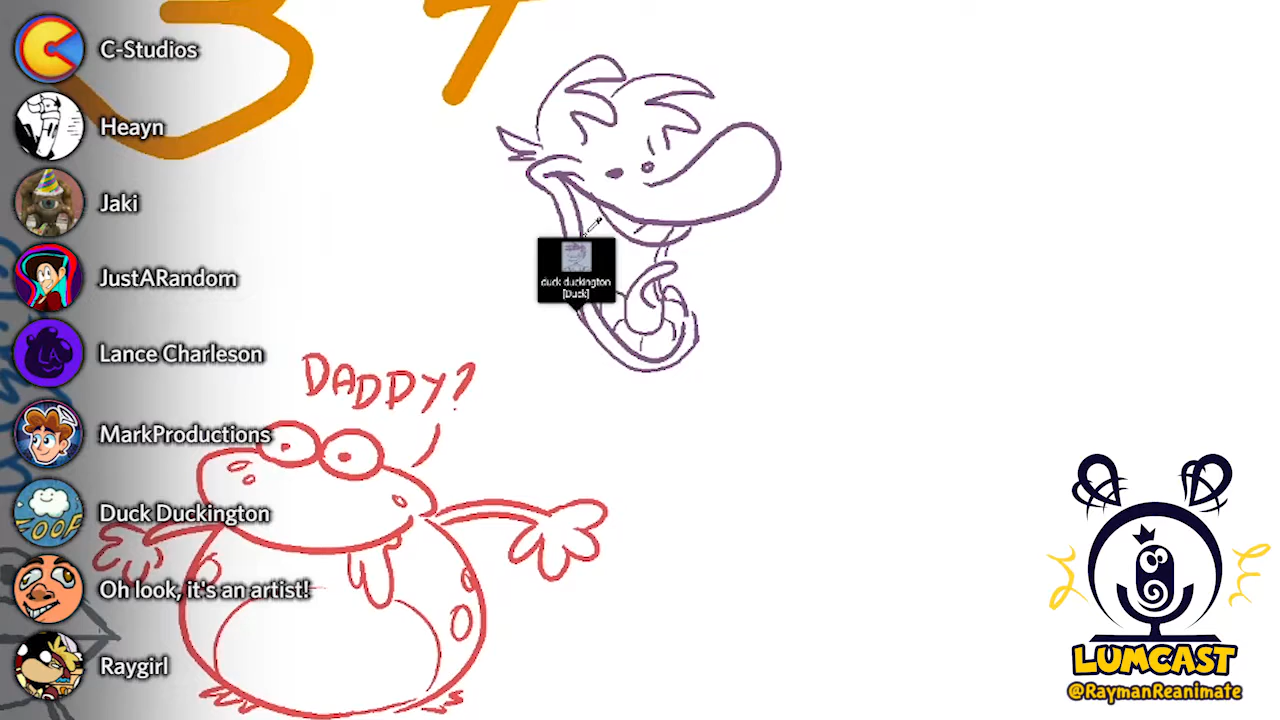 3
C-Studios
Heayn
Jaki
JustARandom
Lance Charleson
MarkProductions
Duck Duckington
Oh look, it's an artist!
Raygirl
duck duckington
[Duck]
DADDY?
LUMCAST
@RaymanReanimate